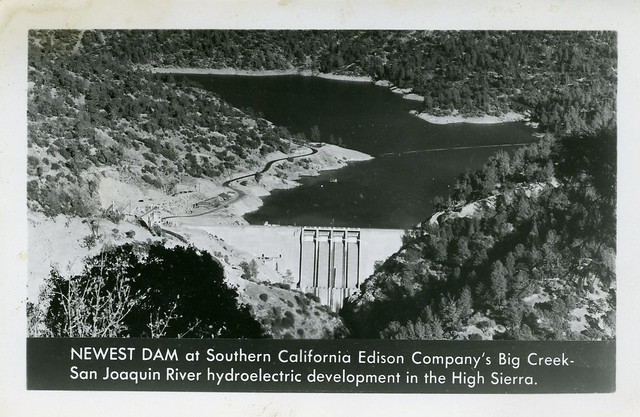 NEWEST DAM at Southern California Edison Company's Big Creek-
San Joaquin River hydroelectric development in the High Sierra.